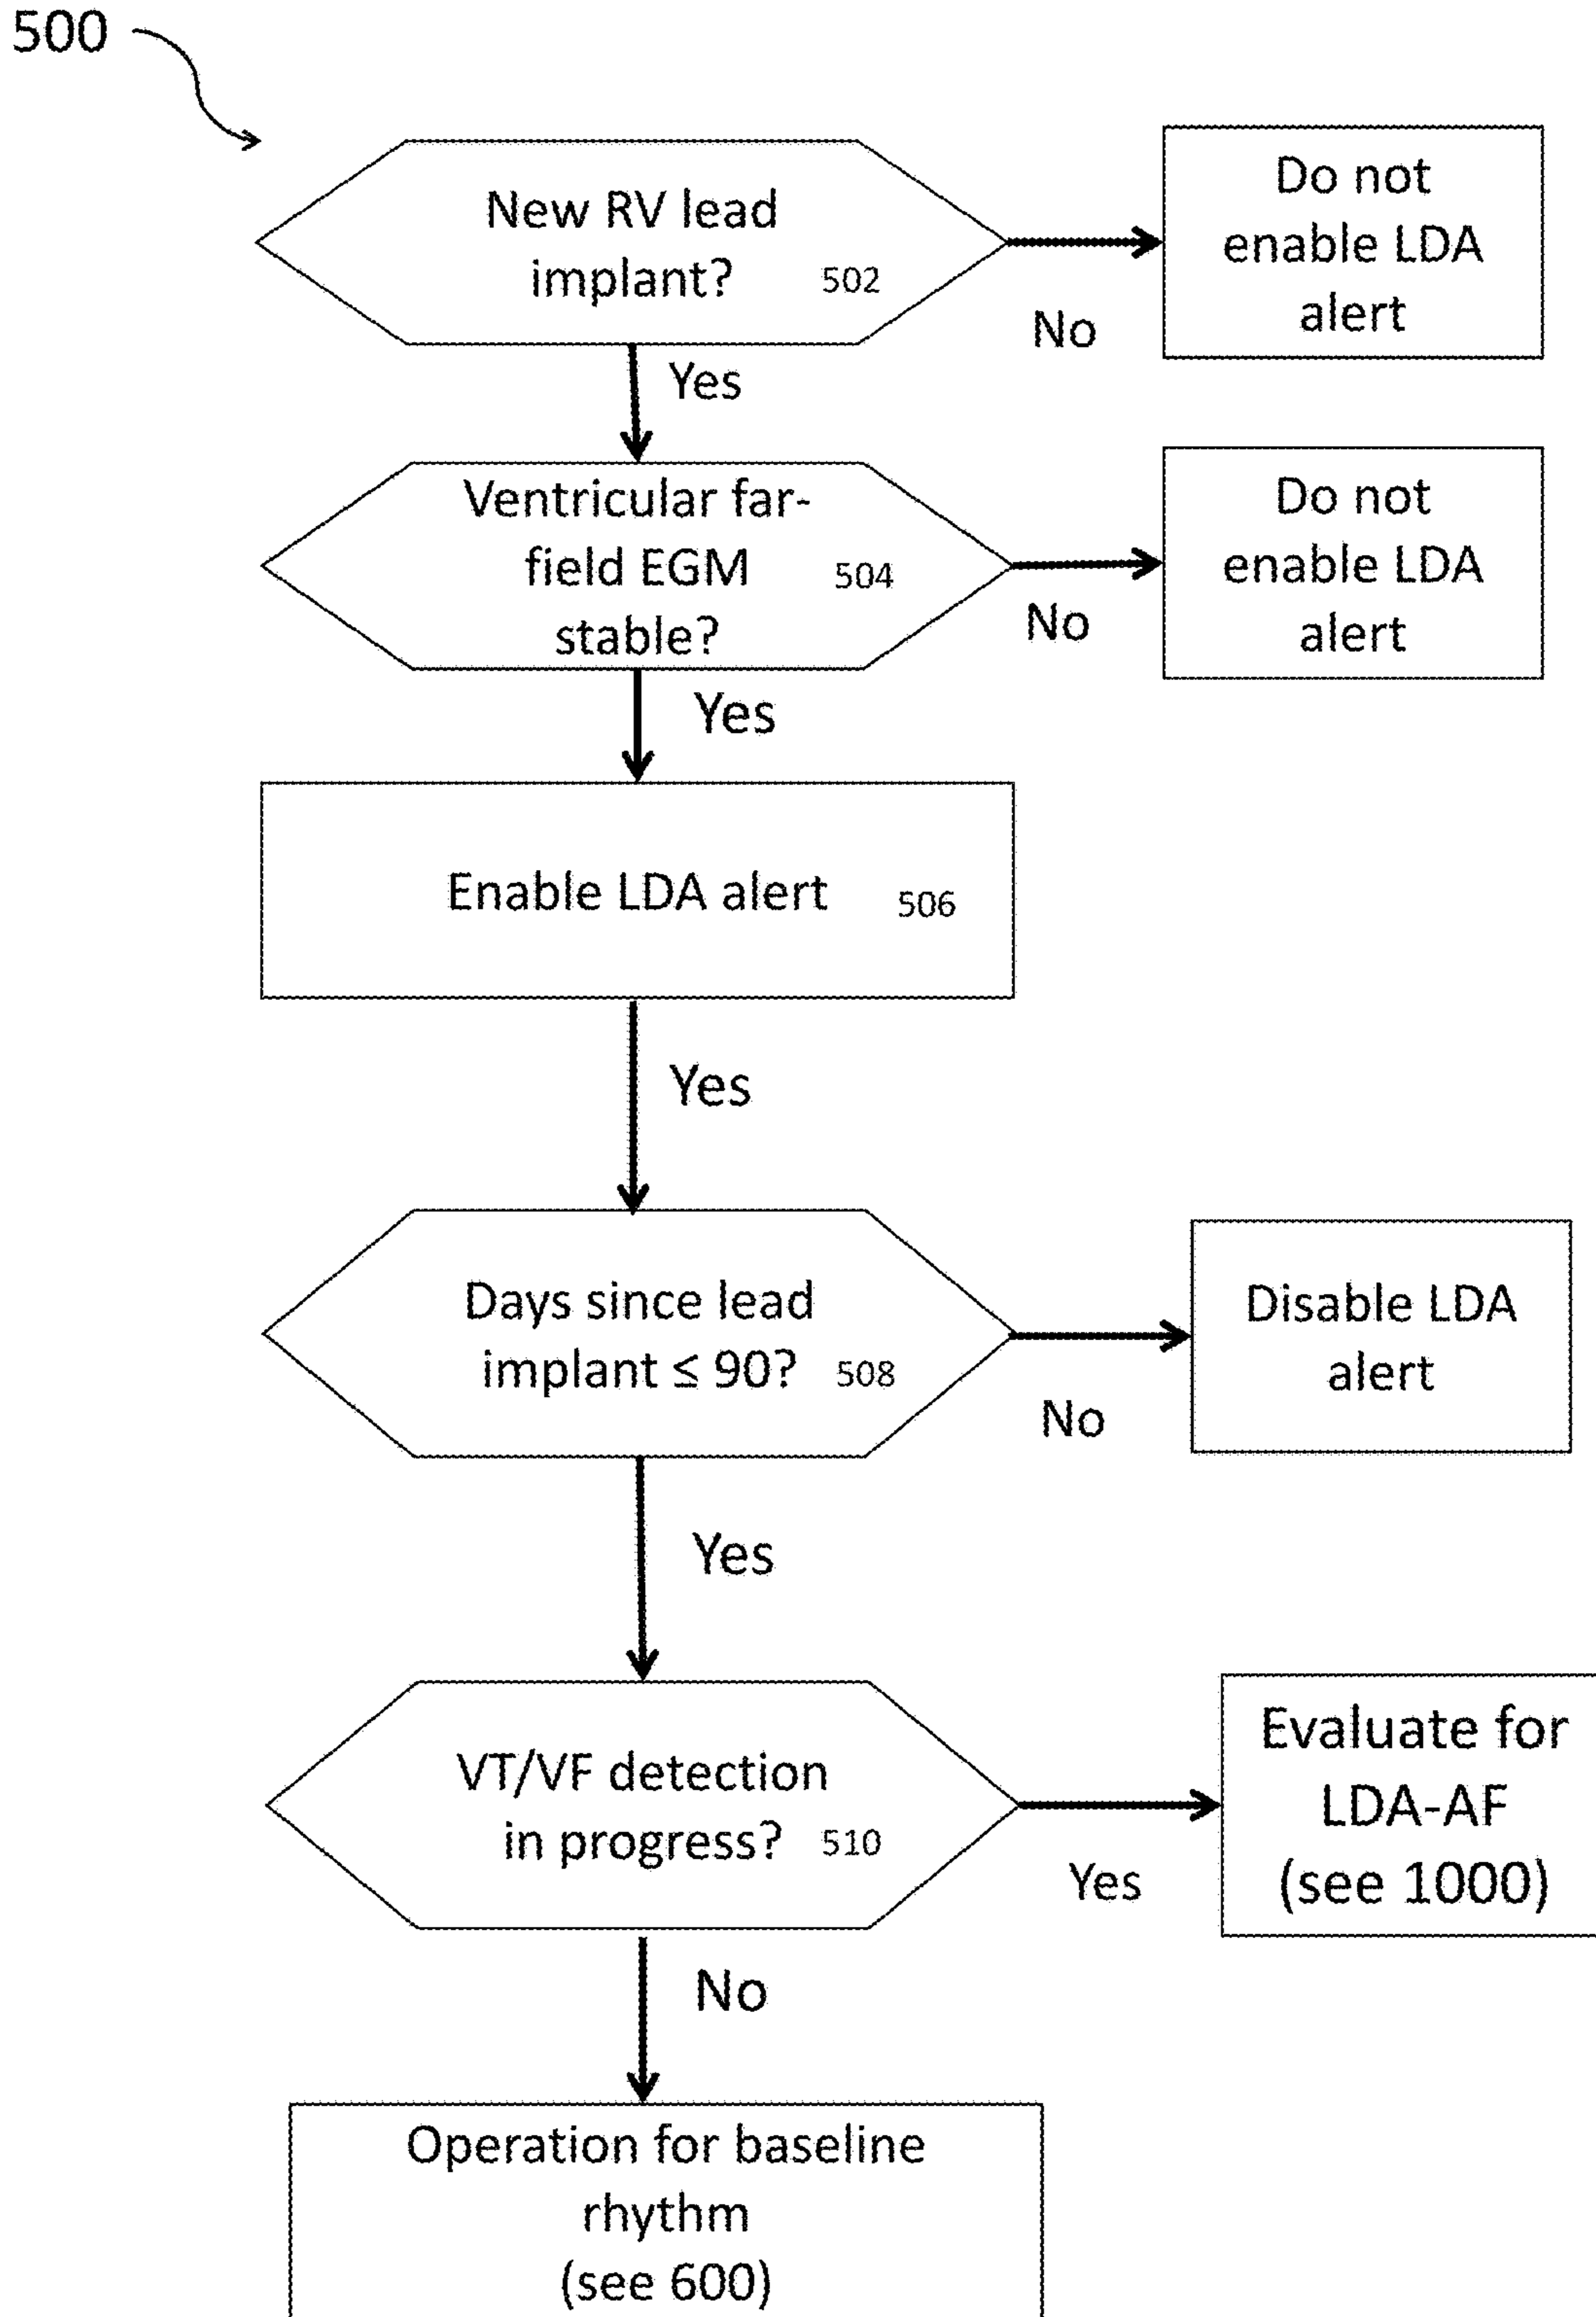 500
New RV lead
implant? 502
Do not
enable LDA
alert
No
Yes
Ventricular far-
field EGM 504
stable?
Do not
enable LDA
alert
No
Yes
Enable LDA alert 506
Yes
Days since lead
implant ≤ 90? 508
Disable LDA
alert
No
Yes
VT/VF detection
in progress? 510
Evaluate for
LDA-AF
(see 1000)
Yes
No
Operation for baseline
rhythm
(see 600)